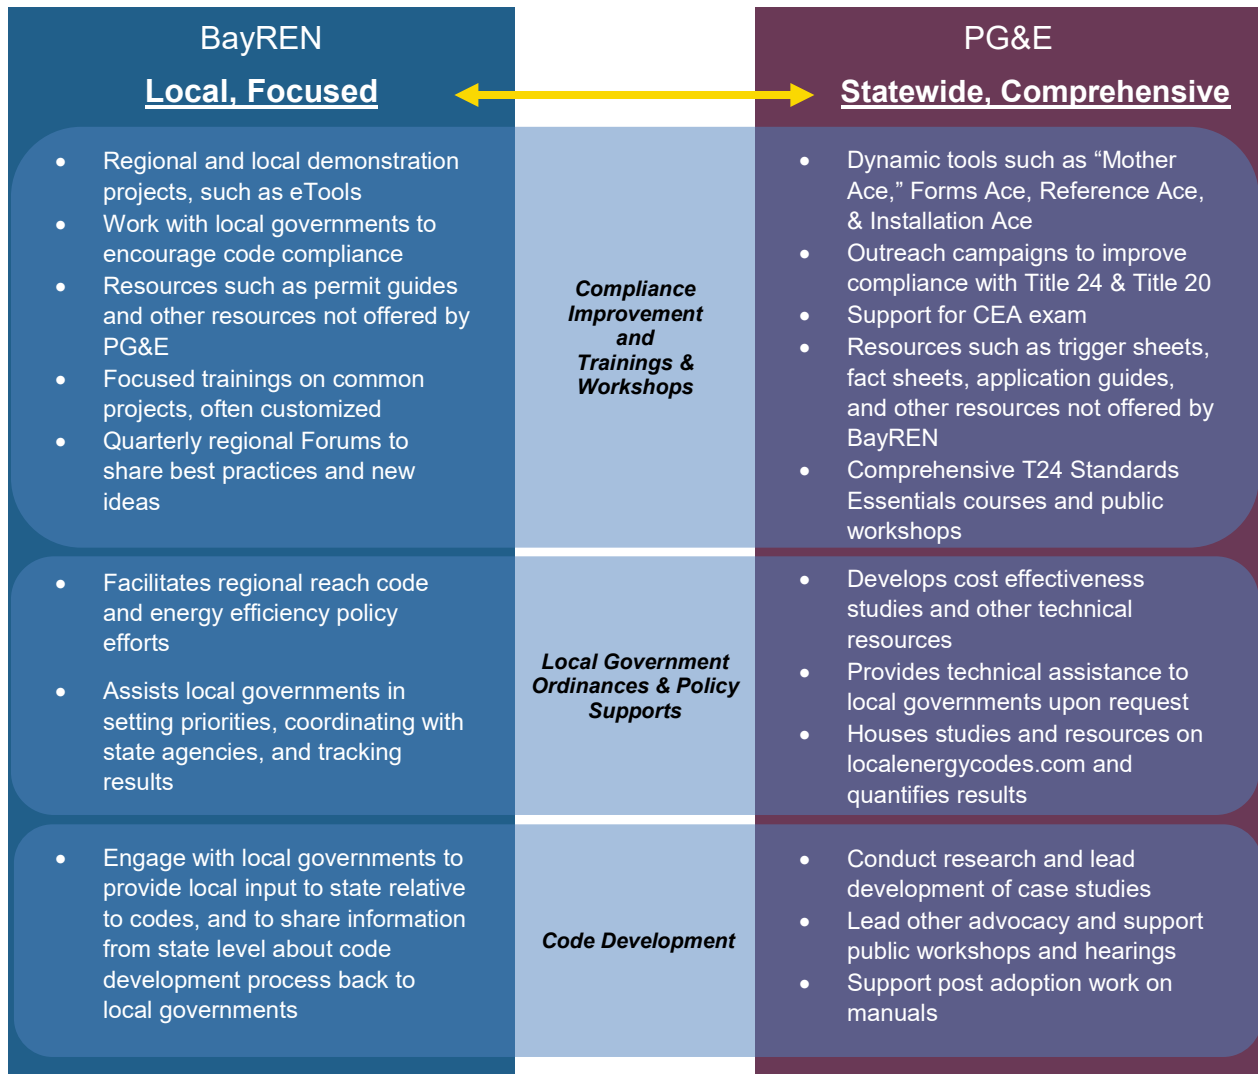 BayREN
Local, Focused
PG&E
Statewide, Comprehensive
• Regional and local demonstration
projects, such as eTools
• Work with local governments to
encourage code compliance
• Resources such as permit guides
and other resources not offered by
PG&E
• Focused trainings on common
projects, often customized
• Quarterly regional Forums to
share best practices and new
ideas
Compliance
Improvement
and
Trainings &
Workshops
• Dynamic tools such as “Mother
Ace,” Forms Ace, Reference Ace,
& Installation Ace
• Outreach campaigns to improve
compliance with Title 24 & Title 20
• Support for CEA exam
• Resources such as trigger sheets,
fact sheets, application guides,
and other resources not offered by
BayREN
• Comprehensive T24 Standards
Essentials courses and public
workshops
• Facilitates regional reach code
and energy efficiency policy
efforts
• Assists local governments in
setting priorities, coordinating with
state agencies, and tracking
results
Local Government
Ordinances & Policy
Supports
• Develops cost effectiveness
studies and other technical
resources
• Provides technical assistance to
local governments upon request
• Houses studies and resources on
localenergycodes.com and
quantifies results
• Engage with local governments to
provide local input to state relative
to codes, and to share information
from state level about code
development process back to
local governments
Code Development
• Conduct research and lead
development of case studies
• Lead other advocacy and support
public workshops and hearings
• Support post adoption work on
manuals